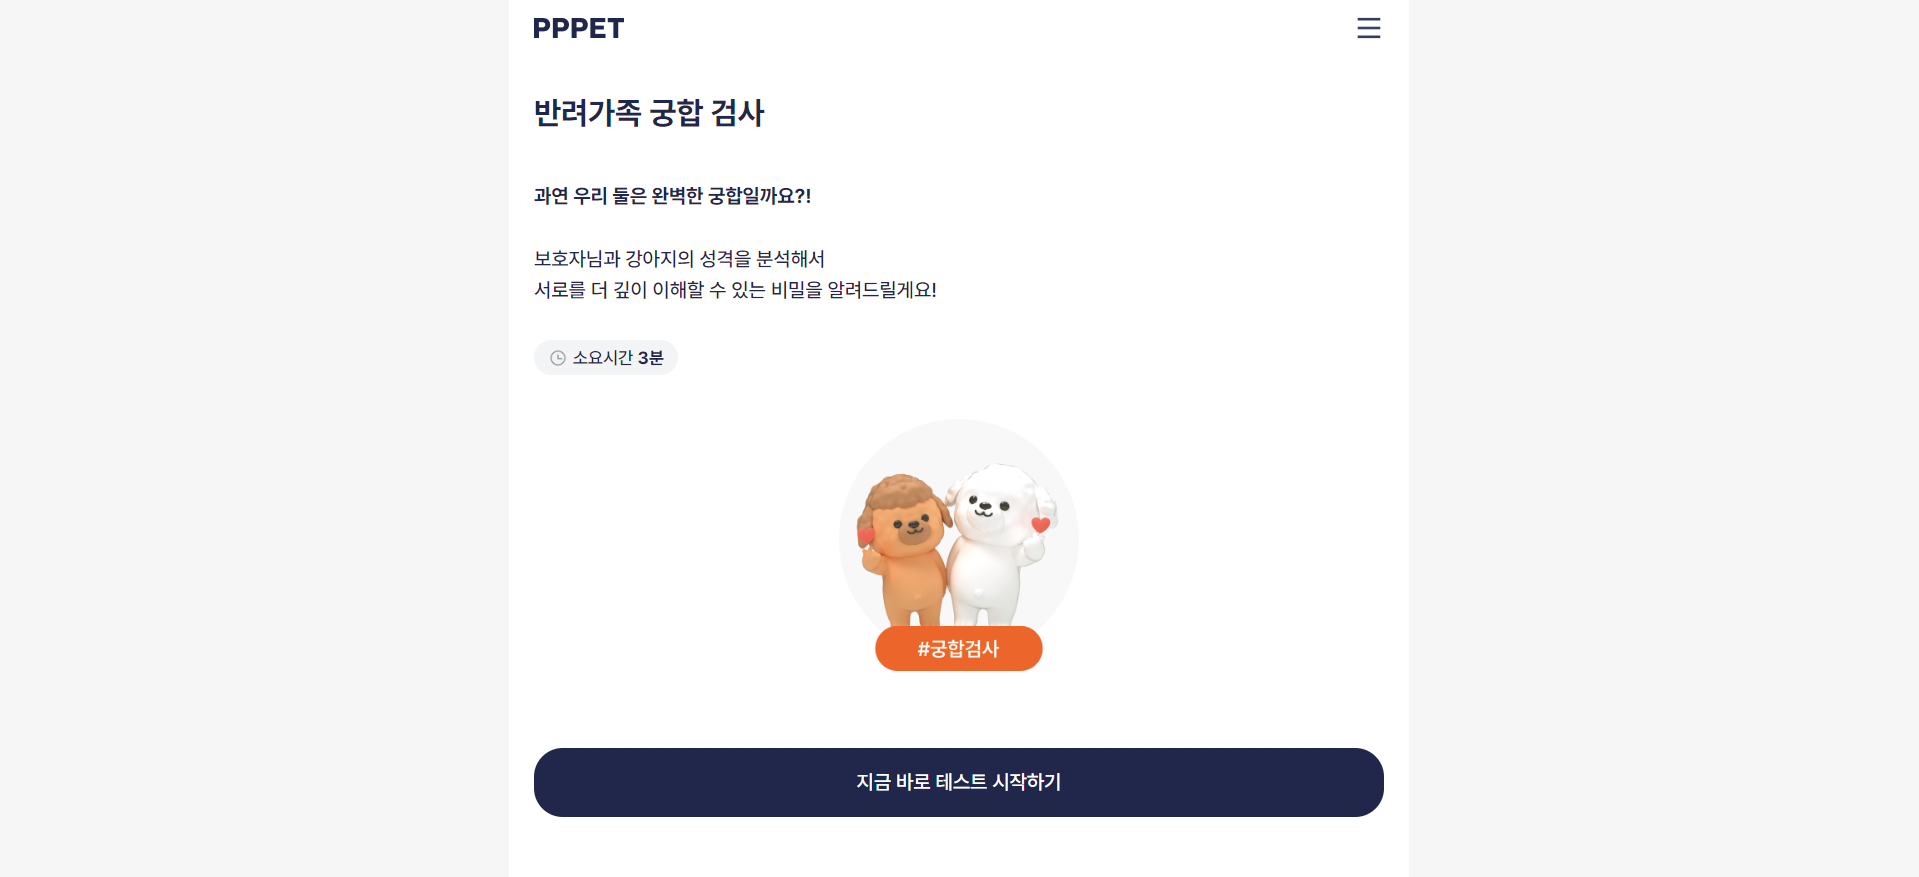 PPPET
반려가족 궁합 검사
과연 우리 둘은 완벽한 궁합일까요?!
보호자님과 강아지의 성격을 분석해서
서로를 더 깊이 이해할 수 있는 비밀을 알려드릴게요!
소요시간 3분
#궁합검사
지금 바로 테스트 시작하기